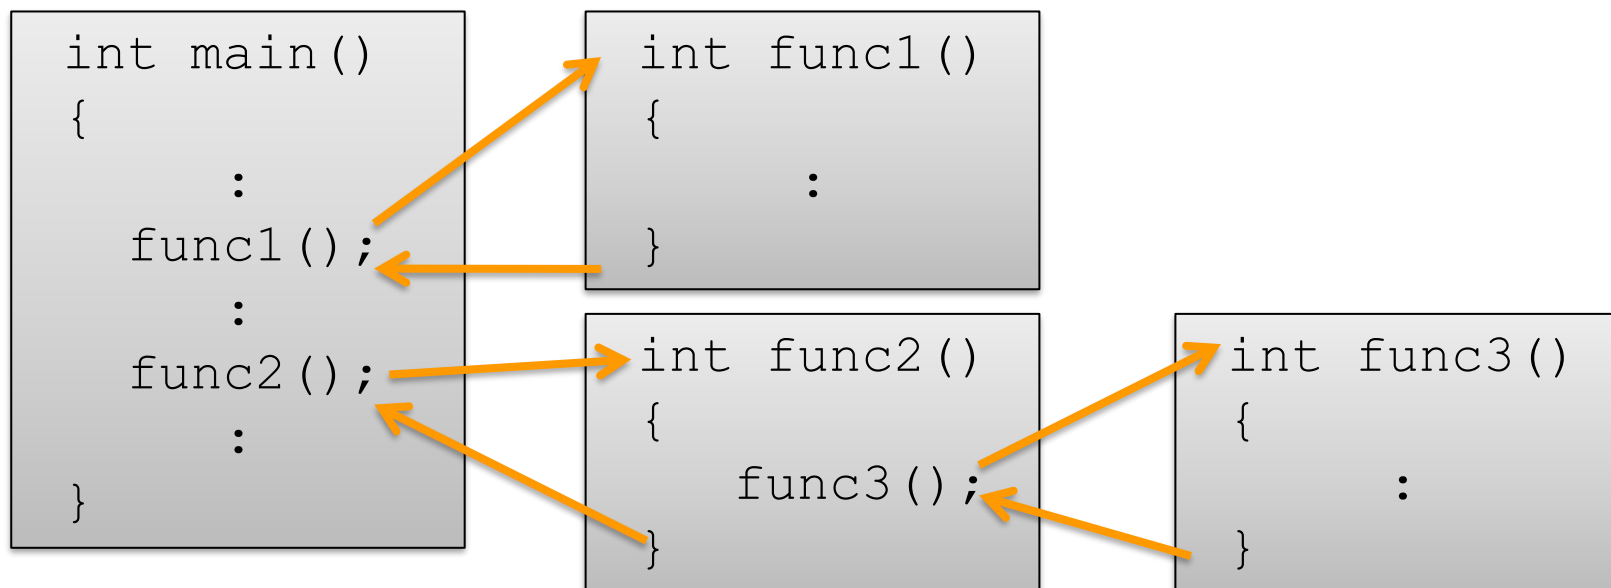 int main()
{
:
func1();
:
func2();
:
}
int func1()
{
:
}
int func2()
{
func3();
}
int func3()
{
:
}